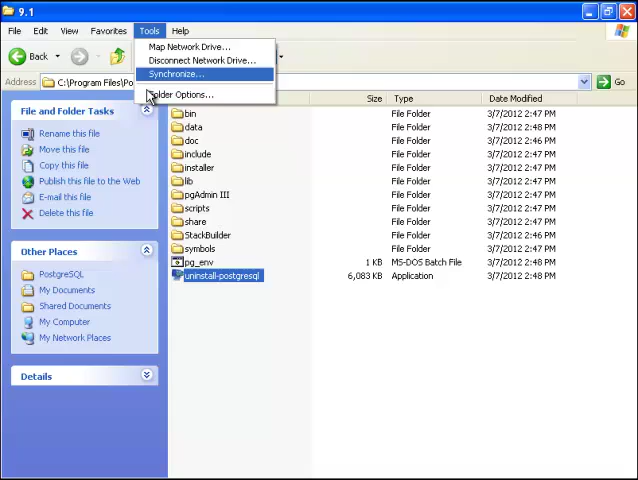 9.1
File Edit View Favorites Tools Help
Map Network Drive...
Disconnect Network Drive...
Synchronize...
Folder Options...
Back
Address C:\Program Files\Po Go
Size Type Date Modified
File and Folder Tasks
Rename this file
Move this file
Copy this file
Publish this file to the Web
E-mail this file
Delete this file
Other Places
PostgreSQL
My Documents
Shared Documents
My Computer
My Network Places
Details
bin File Folder 3/7/2012 2:47 PM
data File Folder 3/7/2012 2:48 PM
doc File Folder 3/7/2012 2:46 PM
include File Folder 3/7/2012 2:47 PM
installer File Folder 3/7/2012 2:47 PM
lib File Folder 3/7/2012 2:47 PM
pgAdmin III File Folder 3/7/2012 2:47 PM
scripts File Folder 3/7/2012 2:47 PM
share File Folder 3/7/2012 2:46 PM
StackBuilder File Folder 3/7/2012 2:47 PM
symbols File Folder 3/7/2012 2:46 PM
pg_env 1 KB MS-DOS Batch File 3/7/2012 2:48 PM
uninstall-postgresql 6,083 KB Application 3/7/2012 2:48 PM